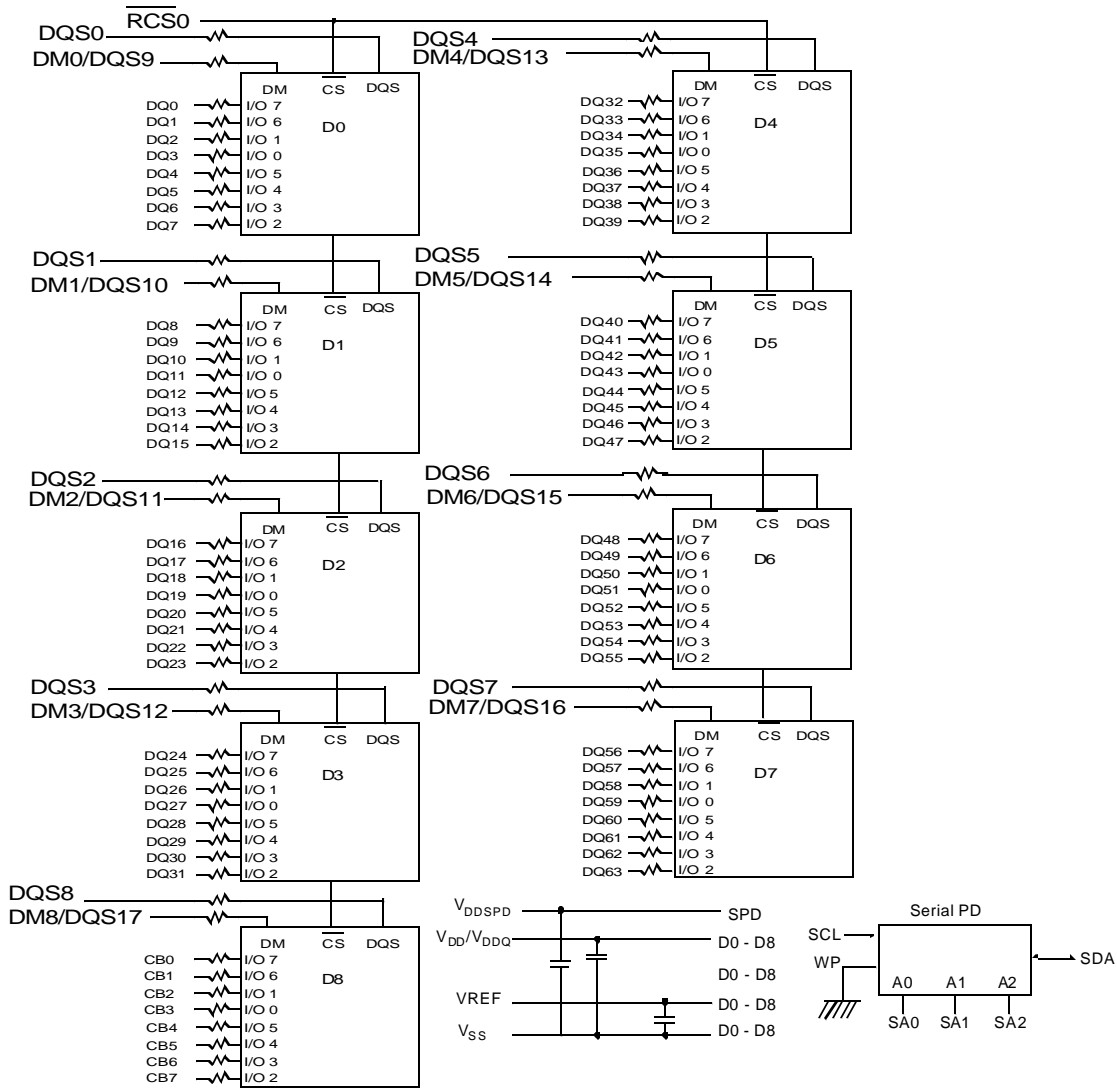 RCS0
DQS0
DM0/DQS9
DM CS DQS
D0
DQ0 I/O 7
DQ1 I/O 6
DQ2 I/O 1
DQ3 I/O 0
DQ4 I/O 5
DQ5 I/O 4
DQ6 I/O 3
DQ7 I/O 2
DQS1
DM1/DQS10
DM CS DQS
D1
DQ8 I/O 7
DQ9 I/O 6
DQ10 I/O 1
DQ11 I/O 0
DQ12 I/O 5
DQ13 I/O 4
DQ14 I/O 3
DQ15 I/O 2
DQS2
DM2/DQS11
DM CS DQS
D2
DQ16 I/O 7
DQ17 I/O 6
DQ18 I/O 1
DQ19 I/O 0
DQ20 I/O 5
DQ21 I/O 4
DQ22 I/O 3
DQ23 I/O 2
DQS3
DM3/DQS12
DM CS DQS
D3
DQ24 I/O 7
DQ25 I/O 6
DQ26 I/O 1
DQ27 I/O 0
DQ28 I/O 5
DQ29 I/O 4
DQ30 I/O 3
DQ31 I/O 2
DQS8
DM8/DQS17
DM CS DQS
D8
CB0 I/O 7
CB1 I/O 6
CB2 I/O 1
CB3 I/O 0
CB4 I/O 5
CB5 I/O 4
CB6 I/O 3
CB7 I/O 2
DQS4
DM4/DQS13
DM CS DQS
D4
DQ32 I/O 7
DQ33 I/O 6
DQ34 I/O 1
DQ35 I/O 0
DQ36 I/O 5
DQ37 I/O 4
DQ38 I/O 3
DQ39 I/O 2
DQS5
DM5/DQS14
DM CS DQS
D5
DQ40 I/O 7
DQ41 I/O 6
DQ42 I/O 1
DQ43 I/O 0
DQ44 I/O 5
DQ45 I/O 4
DQ46 I/O 3
DQ47 I/O 2
DQS6
DM6/DQS15
DM CS DQS
D6
DQ48 I/O 7
DQ49 I/O 6
DQ50 I/O 1
DQ51 I/O 0
DQ52 I/O 5
DQ53 I/O 4
DQ54 I/O 3
DQ55 I/O 2
DQS7
DM7/DQS16
DM CS DQS
D7
DQ56 I/O 7
DQ57 I/O 6
DQ58 I/O 1
DQ59 I/O 0
DQ60 I/O 5
DQ61 I/O 4
DQ62 I/O 3
DQ63 I/O 2
VDDSPD SPD
VDD/VDDQ D0 - D8
D0 - D8
VREF D0 - D8
VSS D0 - D8
Serial PD
SCL
WP
SDA
A0 A1 A2
SA0 SA1 SA2